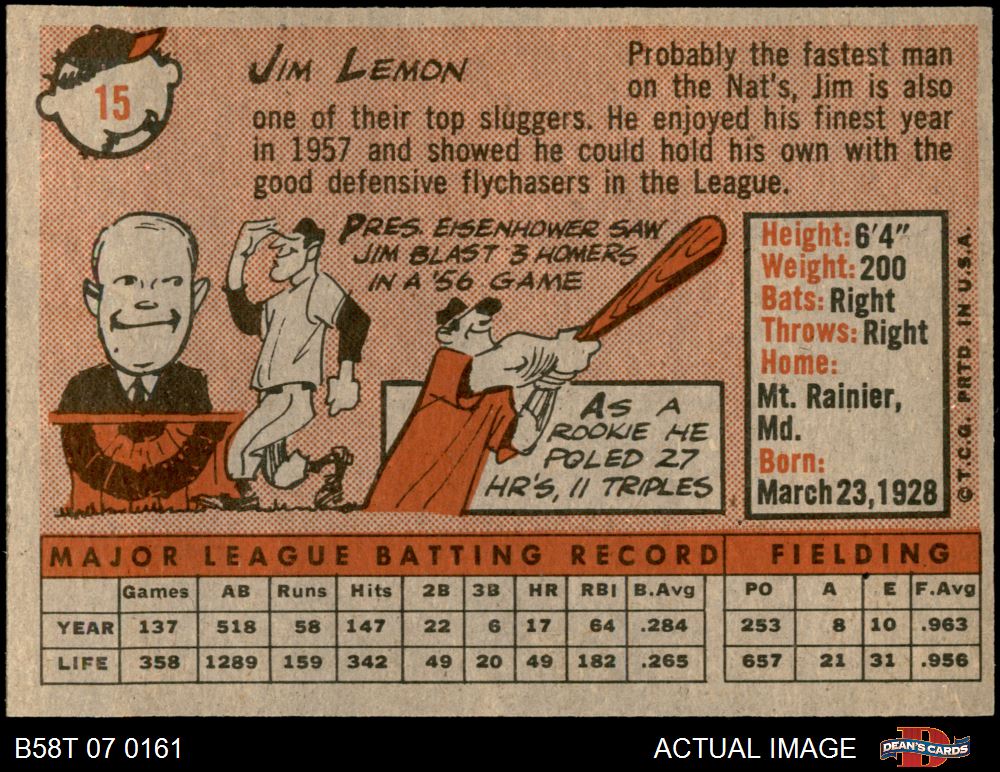 15
JIM LEMON
Probably the fastest man
on the Nat's, Jim is also
one of their top sluggers. He enjoyed his finest year
in 1957 and showed he could hold his own with the
good defensive flychasers in the League.
PRES. EISENHOWER SAW
JIM BLAST 3 HOMERS
IN A '56 GAME
AS A
ROOKIE HE
POLED 27
HR'S, 11 TRIPLES
Height: 6'4"
Weight: 200
Bats: Right
Throws: Right
Home:
Mt. Rainier,
Md.
Born:
March 23, 1928
© T.C.G. PRTD. IN U.S.A.
MAJOR LEAGUE BATTING RECORD FIELDING
Games AB Runs Hits 2B 3B HR RBI B.Avg PO A E F.Avg
YEAR 137 518 58 147 22 6 17 64 .284 253 8 10 .963
LIFE 358 1289 159 342 49 20 49 182 .265 657 21 31 .956
B58T 07 0161 ACTUAL IMAGE DEAN'S CARDS